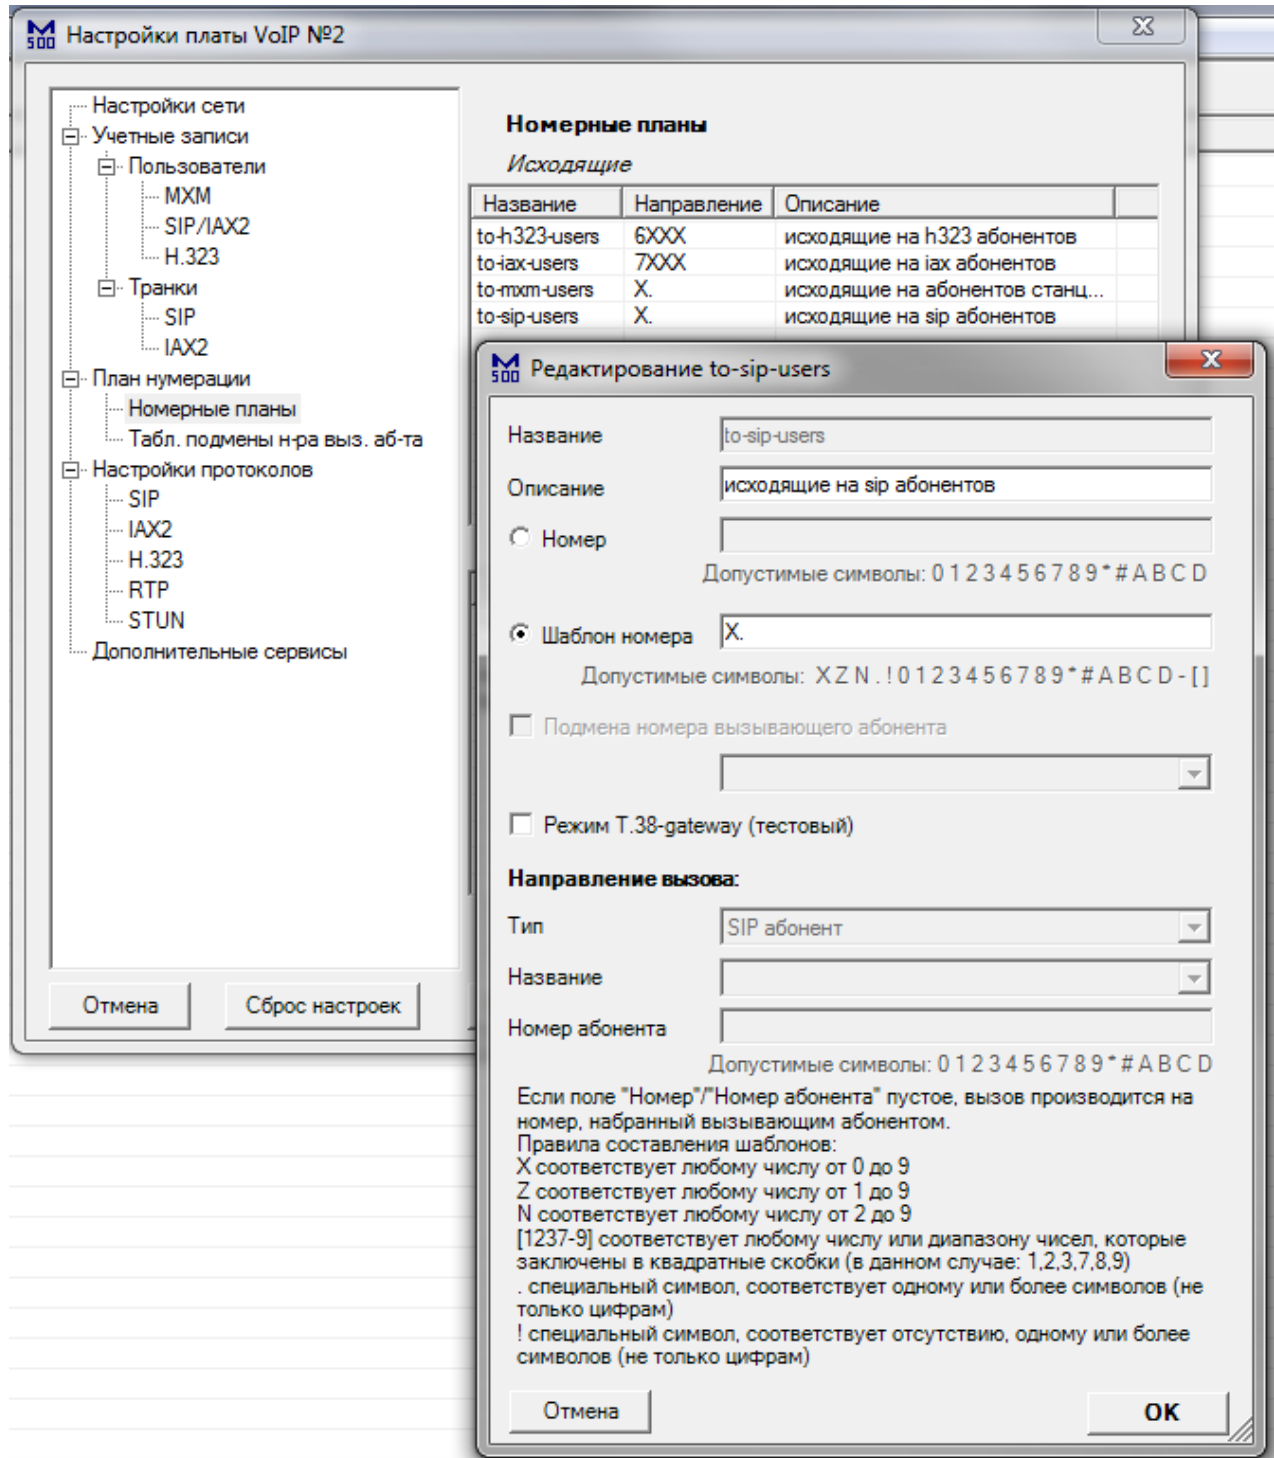 M 500 Настройки платы VoIP №2
Настройки сети
Учетные записи
Пользователи
MXM
SIP/IAX2
H.323
Транки
SIP
IAX2
План нумерации
Номерные планы
Табл. подмены н-ра выз. аб-та
Настройки протоколов
SIP
IAX2
H.323
RTP
STUN
Дополнительные сервисы
Отмена
Сброс настроек
Номерные планы
Исходящие
Название Направление Описание
to-h323-users 6XXX исходящие на h323 абонентов
to-iax-users 7XXX исходящие на iax абонентов
to-mxm-users X. исходящие на абонентов станц...
to-sip-users X. исходящие на sip абонентов
M 500 Редактирование to-sip-users
Название to-sip-users
Описание исходящие на sip абонентов
Номер
Допустимые символы: 0 1 2 3 4 5 6 7 8 9 * # A B C D
Шаблон номера X.
Допустимые символы: X Z N . ! 0 1 2 3 4 5 6 7 8 9 * # A B C D - [ ]
Подмена номера вызывающего абонента
Режим T.38-gateway (тестовый)
Направление вызова:
Тип SIP абонент
Название
Номер абонента
Допустимые символы: 0 1 2 3 4 5 6 7 8 9 * # A B C D
Если поле "Номер"/"Номер абонента" пустое, вызов производится на
номер, набранный вызывающим абонентом.
Правила составления шаблонов:
X соответствует любому числу от 0 до 9
Z соответствует любому числу от 1 до 9
N соответствует любому числу от 2 до 9
[1237-9] соответствует любому числу или диапазону чисел, которые
заключены в квадратные скобки (в данном случае: 1,2,3,7,8,9)
. специальный символ, соответствует одному или более символов (не
только цифрам)
! специальный символ, соответствует отсутствию, одному или более
символов (не только цифрам)
Отмена
OK